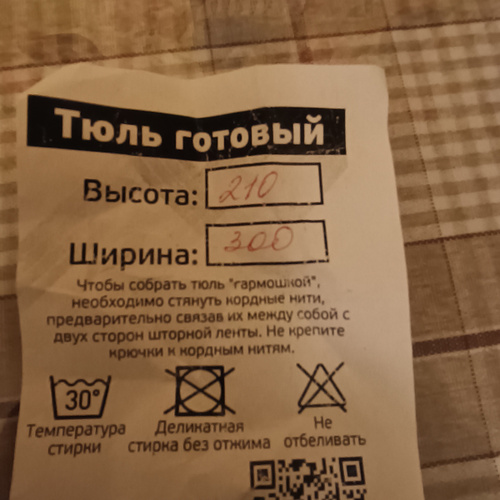 Тюль готовый
Высота: 210
Ширина: 300
Чтобы собрать тюль "гармошкой",
необходимо стянуть кордные нити,
предварительно связав их между собой с
двух сторон шторной ленты. Не крепите
крючки к кордным нитям.
30°
Температура стирки
Деликатная стирка без отжима
Не отбеливать